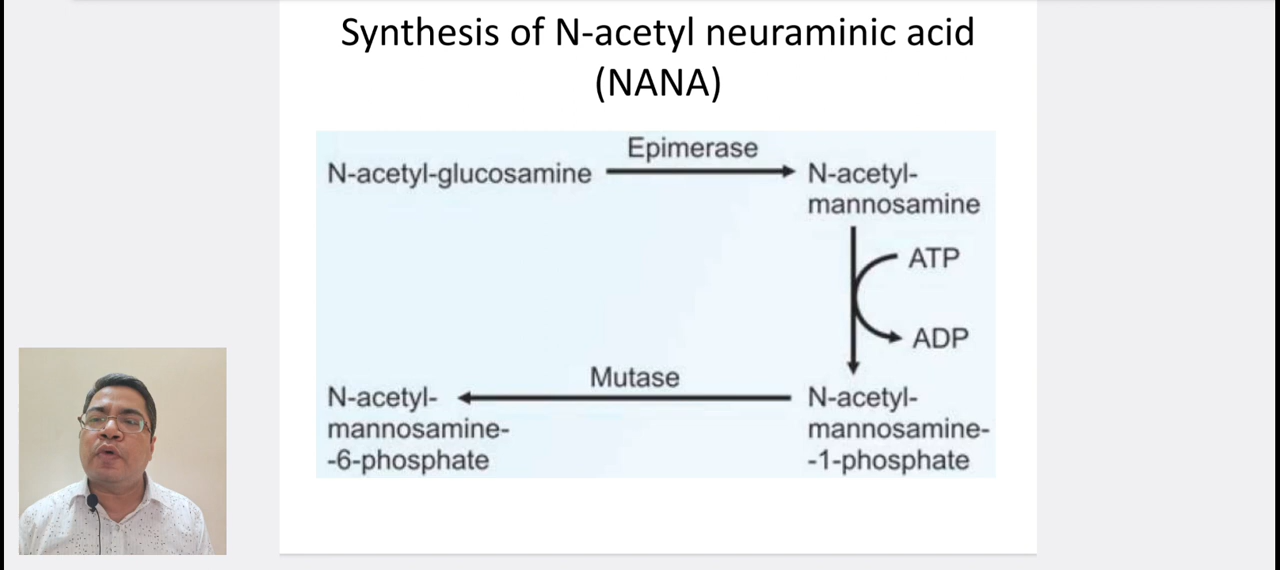 Synthesis of N-acetyl neuraminic acid
(NANA)
Epimerase
N-acetyl-glucosamine
N-acetyl-
mannosamine
ATP
ADP
Mutase
N-acetyl-
mannosamine-
-6-phosphate
N-acetyl-
mannosamine-
-1-phosphate